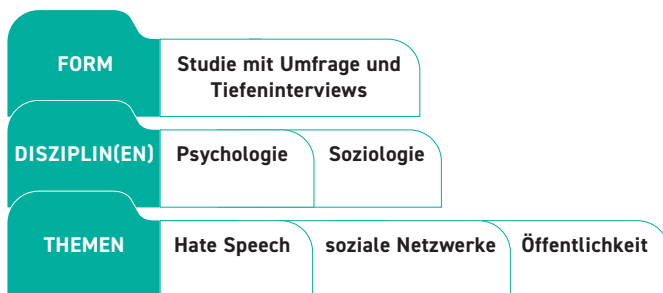 FORM Studie mit Umfrage und
Tiefeninterviews
DISZIPLIN(EN) Psychologie Soziologie
THEMEN Hate Speech soziale Netzwerke Öffentlichkeit